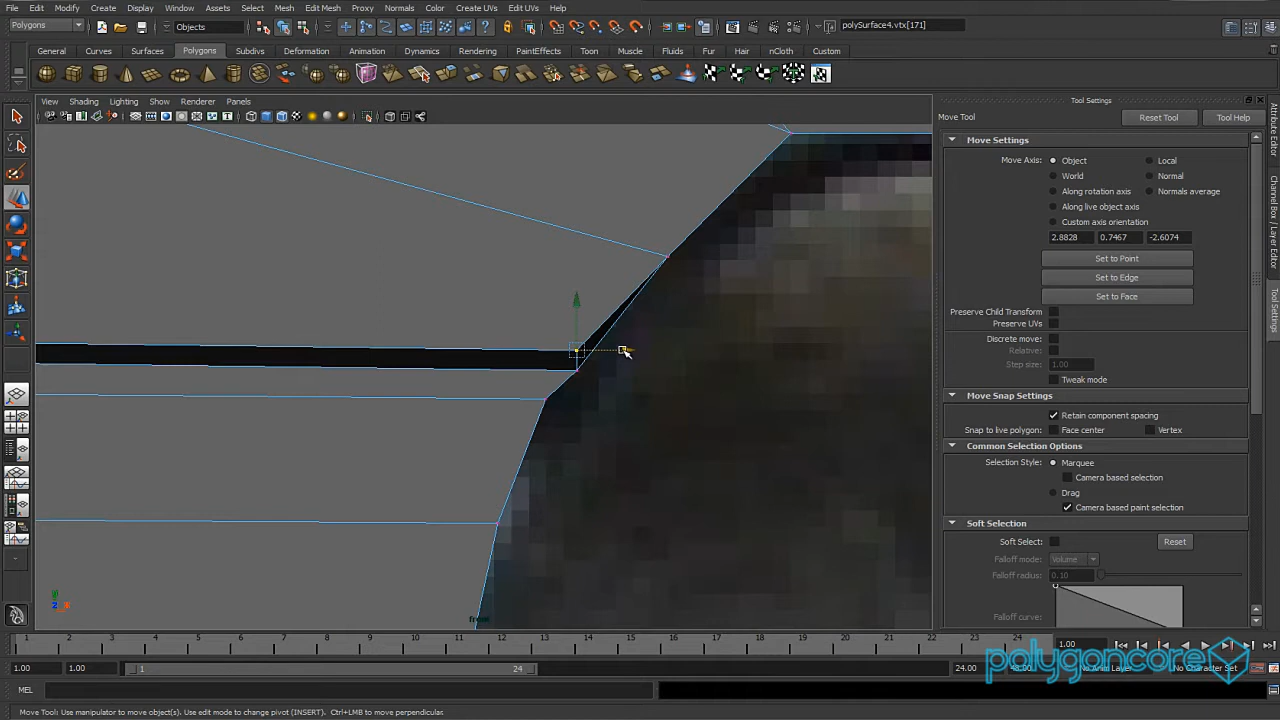 File Edit Modify Create Display Window Assets Select Mesh Edit Mesh Proxy Normals Color Create UVs Edit UVs Help
Polygons Objects polySurface4.vtx[171]
General Curves Surfaces Polygons Subdivs Deformation Animation Dynamics Rendering PaintEffects Toon Muscle Fluids Fur Hair nCloth Custom
View Shading Lighting Show Renderer Panels
Tool Settings
Move Tool Reset Tool Tool Help
Move Settings
Move Axis: Object Local
World Normal
Along rotation axis Normals average
Along live object axis
Custom axis orientation
2.8828 0.7467 -2.6074
Set to Point
Set to Edge
Set to Face
Preserve Child Transform
Preserve UVs
Discrete move:
Relative:
Step size: 1.00
Tweak mode
Move Snap Settings
Retain component spacing
Snap to live polygon: Face center Vertex
Common Selection Options
Selection Style: Marquee
Camera based selection
Drag
Camera based paint selection
Soft Selection
Soft Select: Reset
Falloff mode: Volume
Falloff radius: 0.10
Falloff curve:
Attribute Editor
Channel Box / Layer Editor
Tool Settings
front
1 2 3 4 5 6 7 8 9 10 11 12 13 14 15 16 17 18 19 20 21 22 23 24 1.00
1.00 1.00 1 24 24.00 48.00 No Anim Layer No Character Set
polygoncore
MEL
Move Tool: Use manipulator to move object(s). Use edit mode to change pivot (INSERT). Ctrl+LMB to move perpendicular.